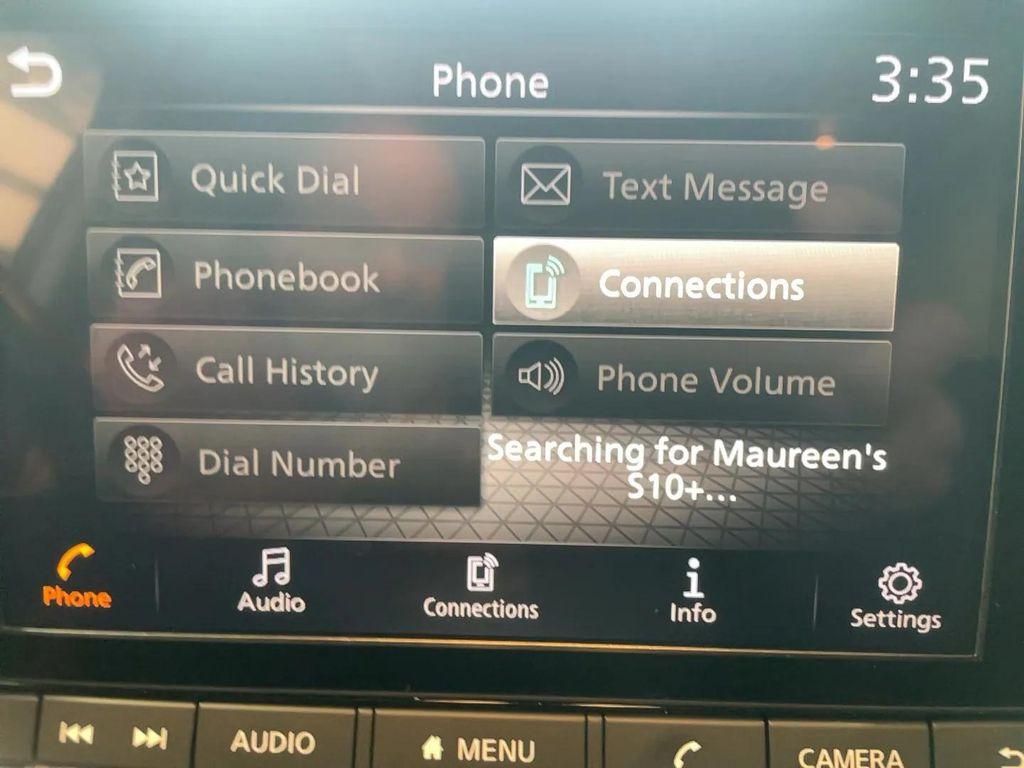 Phone
3:35
Quick Dial
Text Message
Phonebook
Connections
Call History
Phone Volume
Dial Number
Searching for Maureen's
S10+...
Phone
Audio
Connections
Info
Settings
AUDIO
MENU
CAMERA